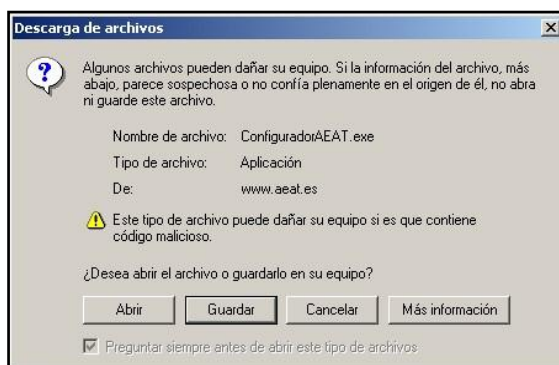 Descarga de archivos
Algunos archivos pueden dañar su equipo. Si la información del archivo, más
abajo, parece sospechosa o no confía plenamente en el origen de él, no abra
ni guarde este archivo.
Nombre de archivo: ConfiguradorAEAT.exe
Tipo de archivo: Aplicación
De: www.aeat.es
Este tipo de archivo puede dañar su equipo si es que contiene
código malicioso.
¿Desea abrir el archivo o guardarlo en su equipo?
Abrir Guardar Cancelar Más información
Preguntar siempre antes de abrir este tipo de archivos